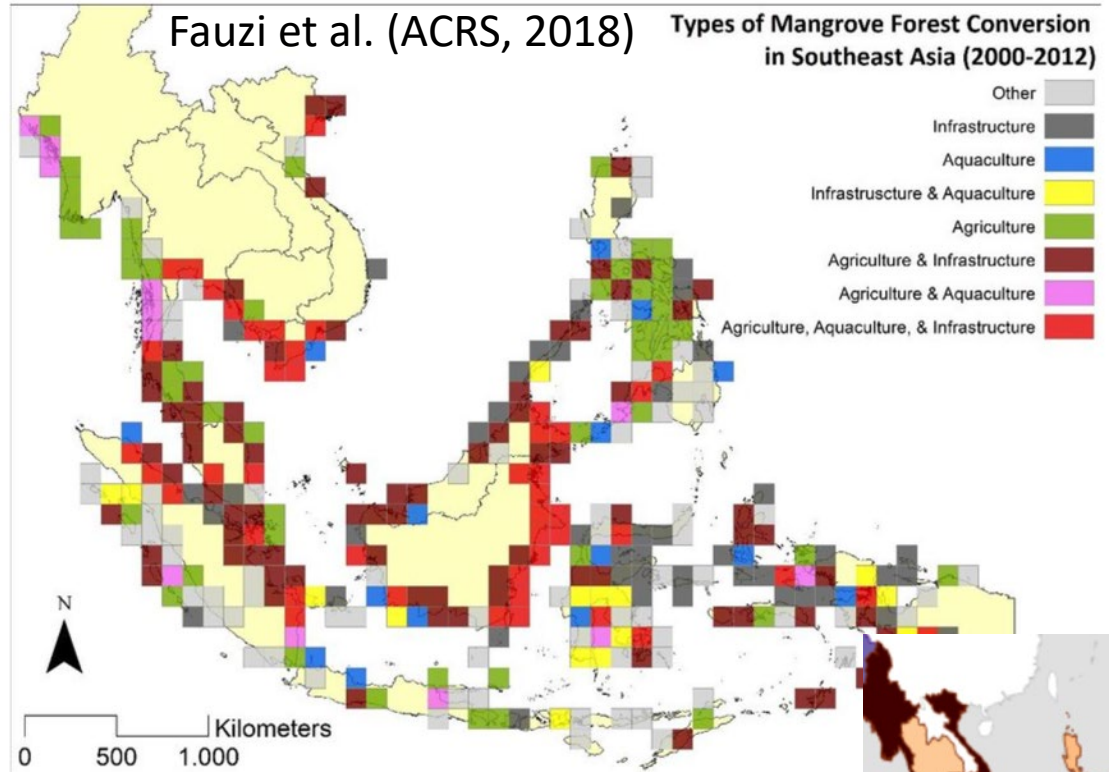 Fauzi et al. (ACRS, 2018)
Types of Mangrove Forest Conversion
in Southeast Asia (2000-2012)
Other
Infrastructure
Aquaculture
Infrastruscture & Aquaculture
Agriculture
Agriculture & Infrastructure
Agriculture & Aquaculture
Agriculture, Aquaculture, & Infrastructure
N
Kilometers
0 500 1.000